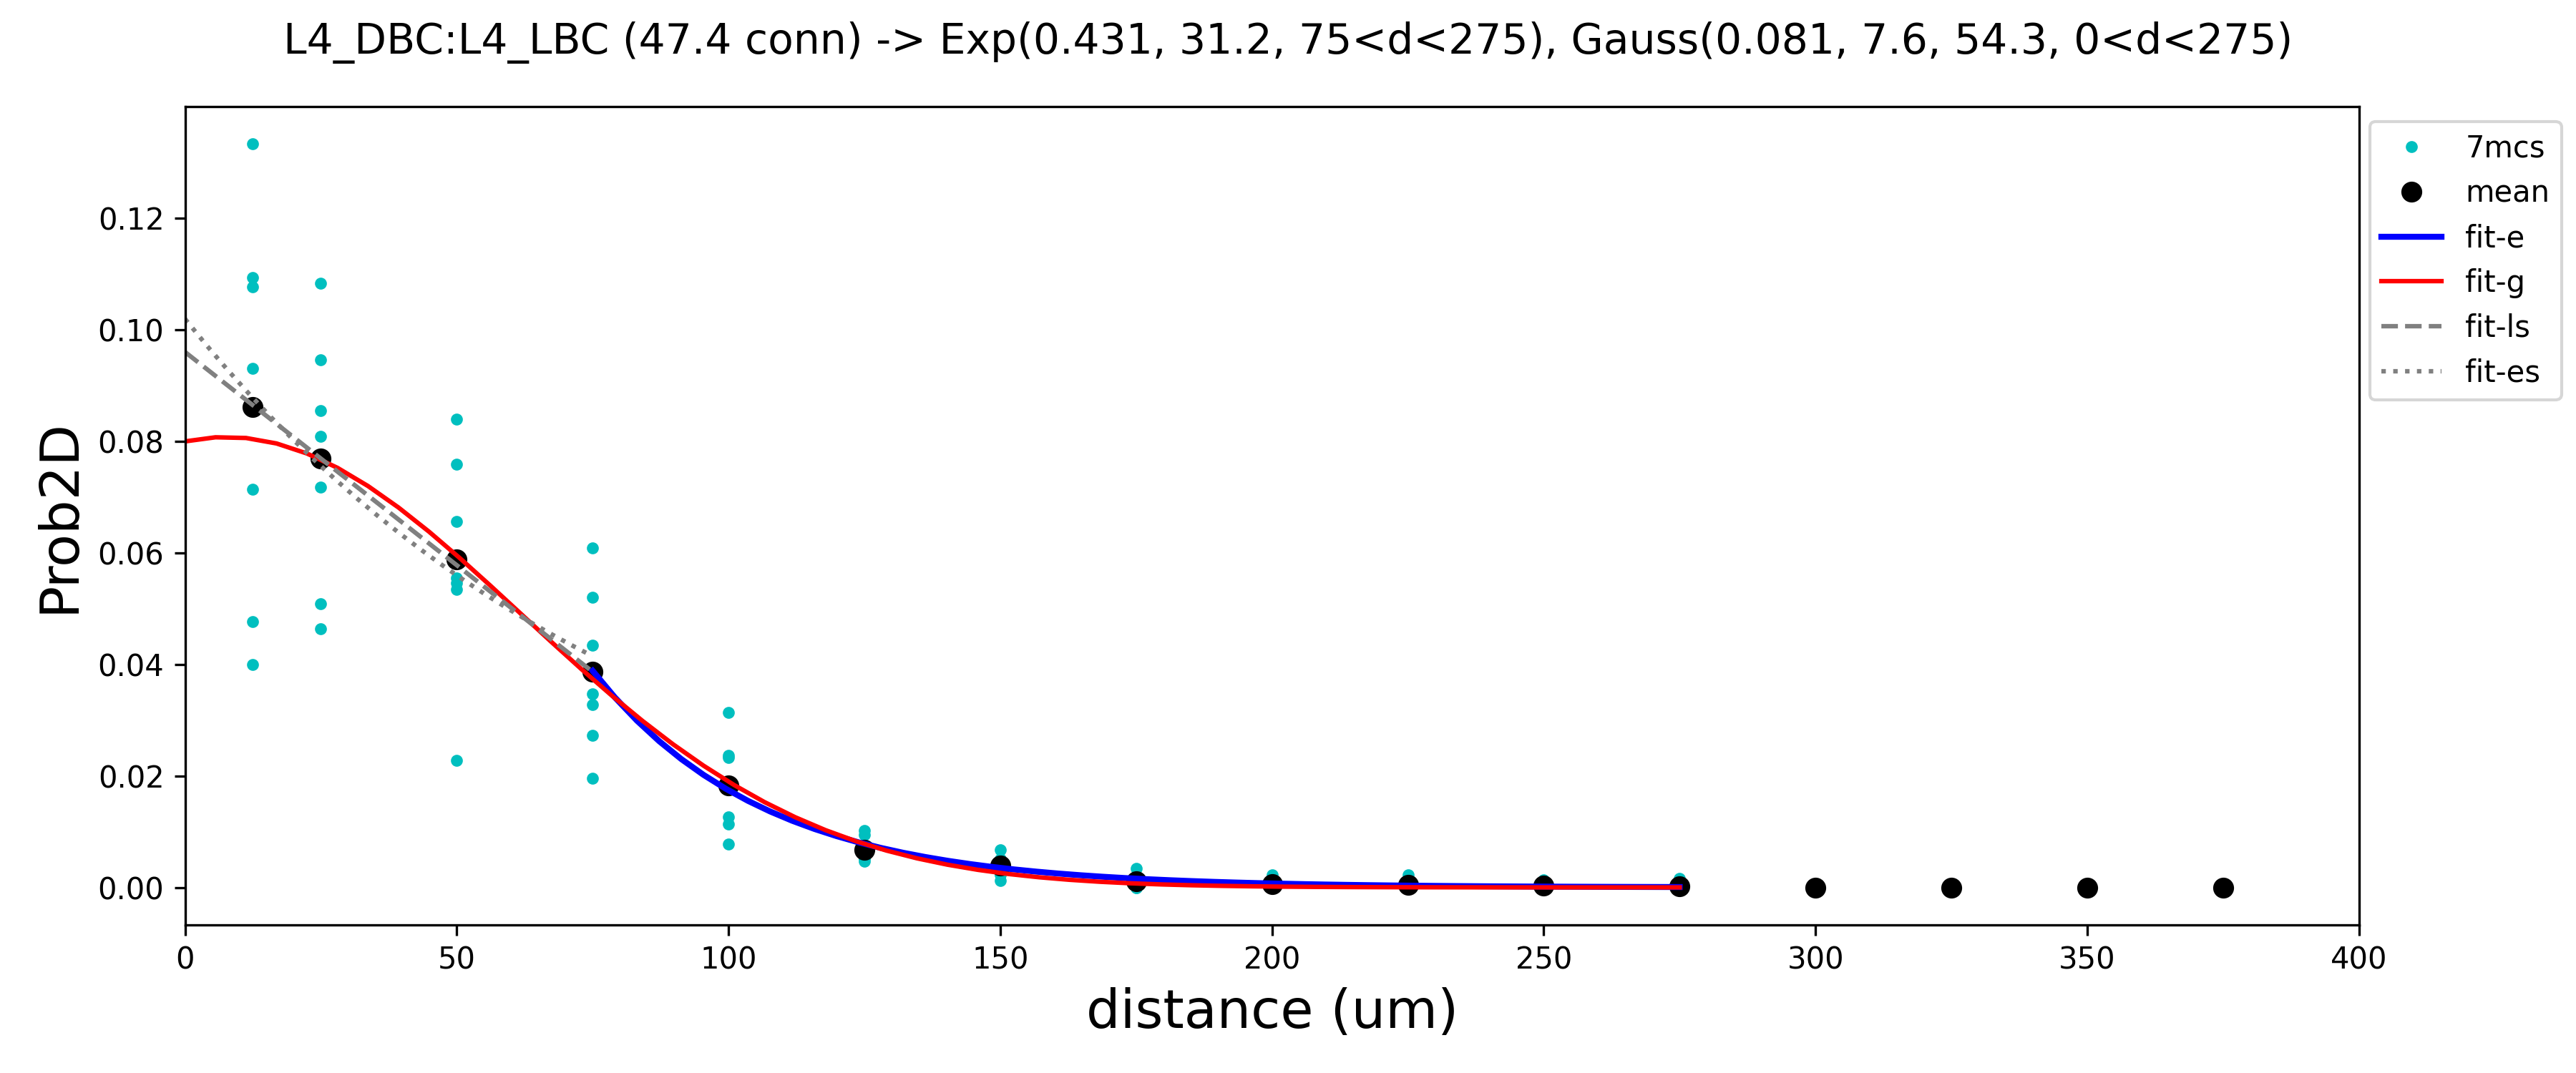 L4_DBC:L4_LBC (47.4 conn) -> Exp(0.431, 31.2, 75<d<275), Gauss(0.081, 7.6, 54.3, 0<d<275)
7mcs
mean
fit-e
fit-g
fit-ls
fit-es
Prob2D
0.12
0.10
0.08
0.06
0.04
0.02
0.00
0 50 100 150 200 250 300 350 400
distance (um)